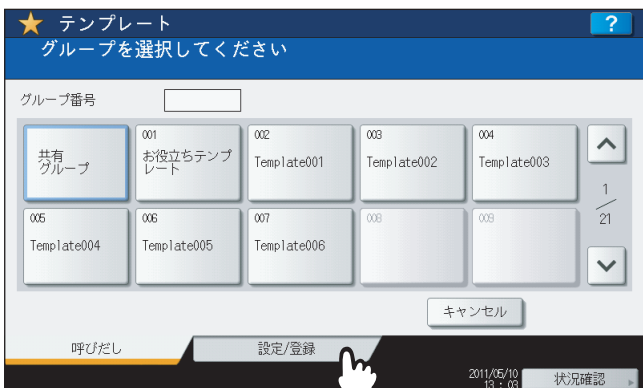 テンプレート
?
グループを選択してください
グループ番号
共有
グループ
001
お役立ちテンプ
レート
002
Template001
003
Template002
004
Template003
1
21
005
Template004
006
Template005
007
Template006
008
009
キャンセル
呼びだし
設定/登録
2011/05/10
13 : 03
状況確認